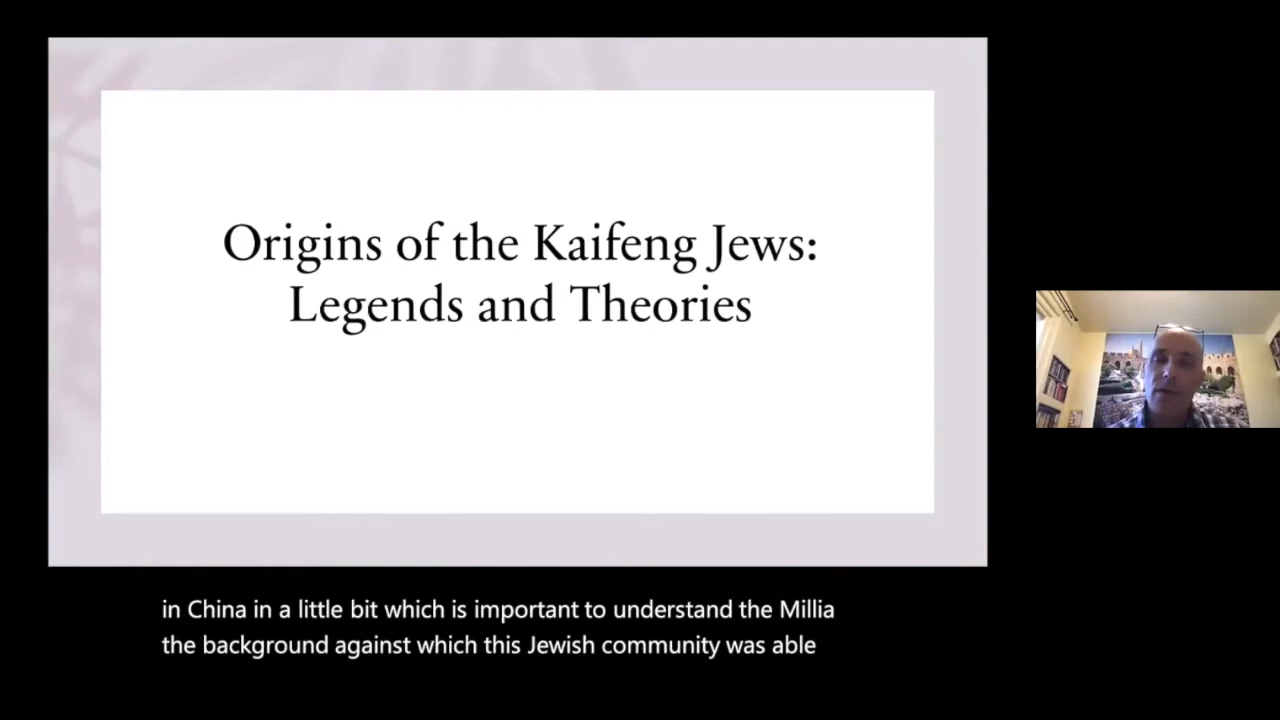 Origins of the Kaifeng Jews:
Legends and Theories
in China in a little bit which is important to understand the Millia
the background against which this Jewish community was able